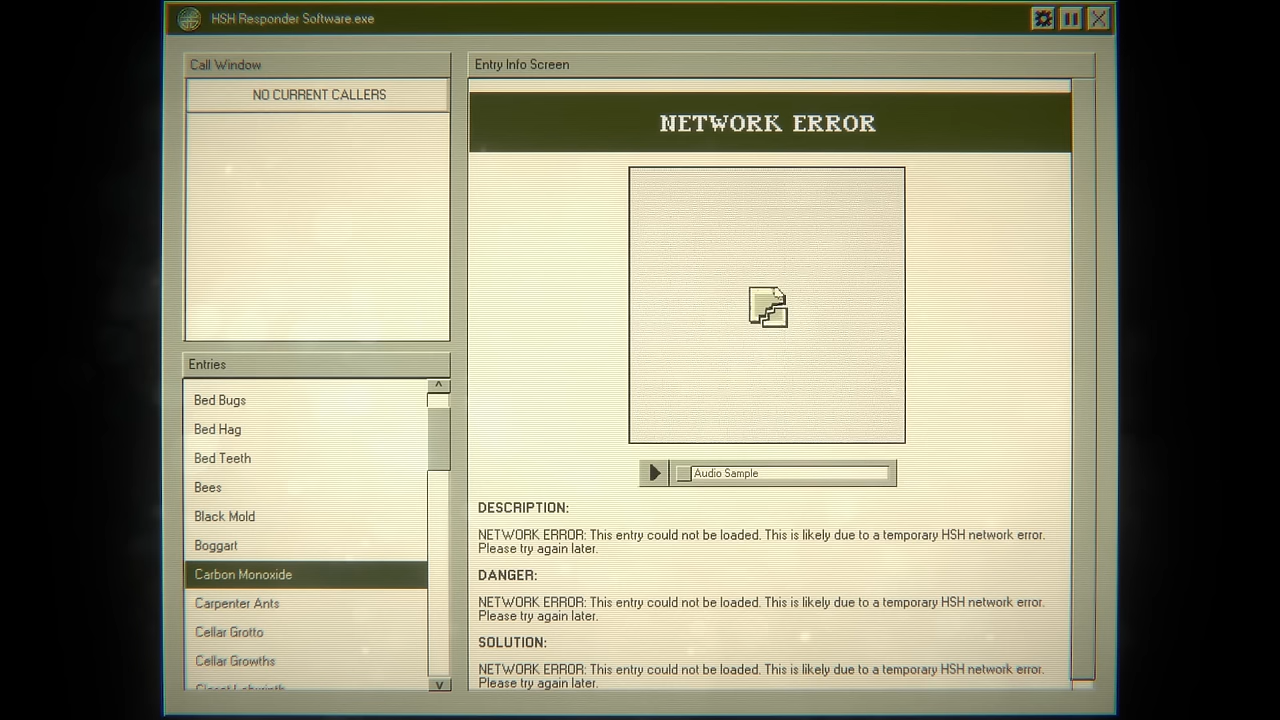 HSH Responder Software.exe
Call Window
NO CURRENT CALLERS
Entries
Bed Bugs
Bed Hag
Bed Teeth
Bees
Black Mold
Boggart
Carbon Monoxide
Carpenter Ants
Cellar Grotto
Cellar Growths
Closet Labyrinth
Entry Info Screen
NETWORK ERROR
Audio Sample
DESCRIPTION:
NETWORK ERROR: This entry could not be loaded. This is likely due to a temporary HSH network error.
Please try again later.
DANGER:
NETWORK ERROR: This entry could not be loaded. This is likely due to a temporary HSH network error.
Please try again later.
SOLUTION:
NETWORK ERROR: This entry could not be loaded. This is likely due to a temporary HSH network error.
Please try again later.